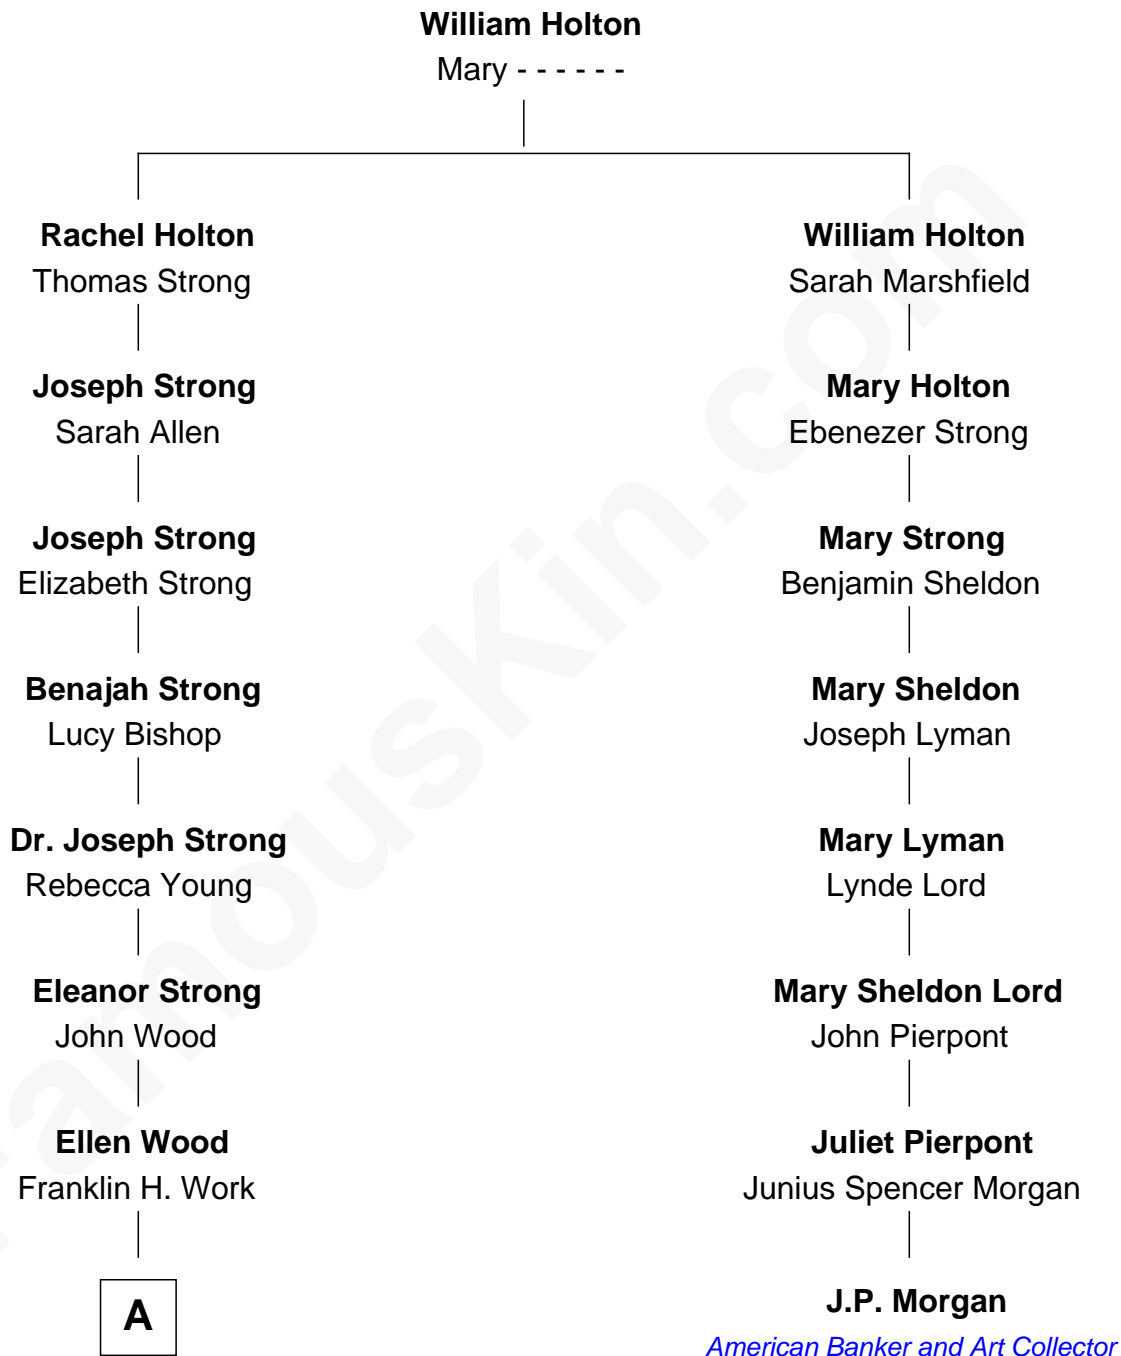 William Holton
Mary - - - - - -
Rachel Holton
Thomas Strong
William Holton
Sarah Marshfield
Joseph Strong
Sarah Allen
Mary Holton
Ebenezer Strong
Joseph Strong
Elizabeth Strong
Mary Strong
Benjamin Sheldon
Benajah Strong
Lucy Bishop
Mary Sheldon
Joseph Lyman
Dr. Joseph Strong
Rebecca Young
Mary Lyman
Lynde Lord
Eleanor Strong
John Wood
Mary Sheldon Lord
John Pierpont
Ellen Wood
Franklin H. Work
Juliet Pierpont
Junius Spencer Morgan
A
J.P. Morgan
American Banker and Art Collector
FamousKin.com